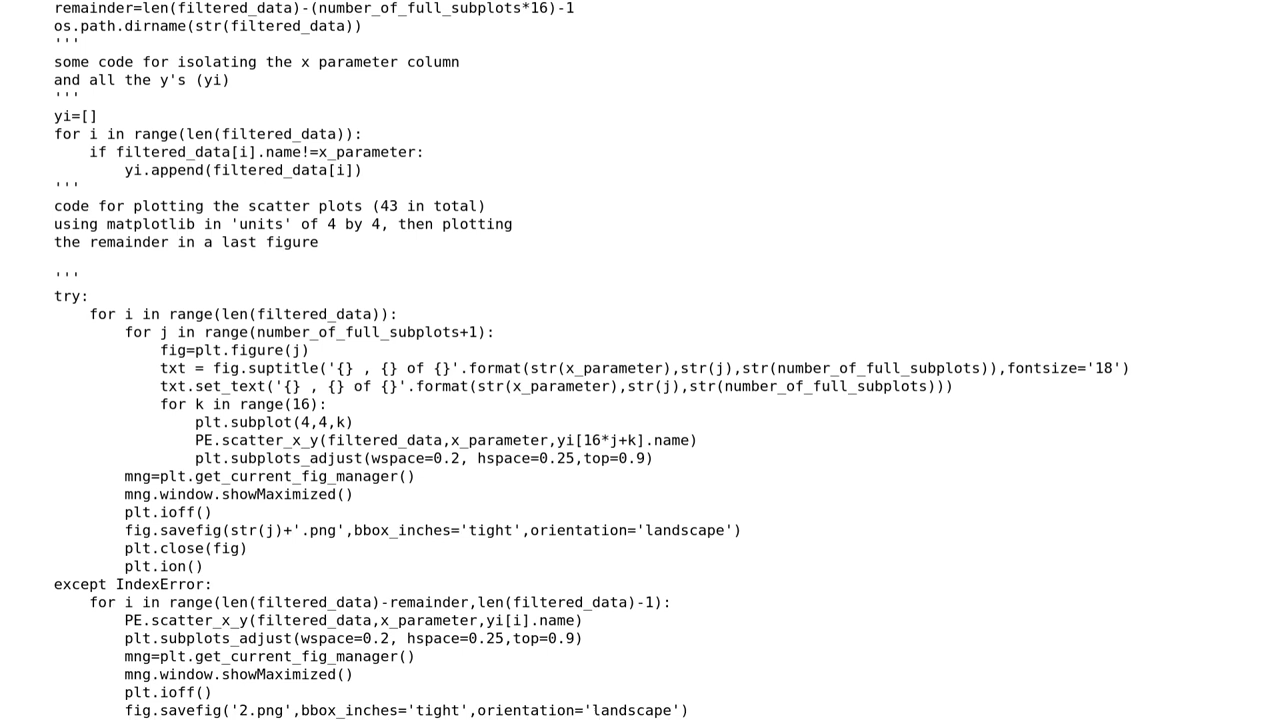 remainder=len(filtered_data)-(number_of_full_subplots*16)-1
os.path.dirname(str(filtered_data))
'''
some code for isolating the x parameter column
and all the y's (yi)
'''
yi=[]
for i in range(len(filtered_data)):
    if filtered_data[i].name!=x_parameter:
        yi.append(filtered_data[i])
'''
code for plotting the scatter plots (43 in total)
using matplotlib in 'units' of 4 by 4, then plotting
the remainder in a last figure
'''
try:
    for i in range(len(filtered_data)):
        for j in range(number_of_full_subplots+1):
            fig=plt.figure(j)
            txt = fig.suptitle('{} , {} of {}'.format(str(x_parameter),str(j),str(number_of_full_subplots)),fontsize='18')
            txt.set_text('{} , {} of {}'.format(str(x_parameter),str(j),str(number_of_full_subplots)))
            for k in range(16):
                plt.subplot(4,4,k)
                PE.scatter_x_y(filtered_data,x_parameter,yi[16*j+k].name)
                plt.subplots_adjust(wspace=0.2, hspace=0.25,top=0.9)
        mng=plt.get_current_fig_manager()
        mng.window.showMaximized()
        plt.ioff()
        fig.savefig(str(j)+'.png',bbox_inches='tight',orientation='landscape')
        plt.close(fig)
        plt.ion()
except IndexError:
    for i in range(len(filtered_data)-remainder,len(filtered_data)-1):
        PE.scatter_x_y(filtered_data,x_parameter,yi[i].name)
        plt.subplots_adjust(wspace=0.2, hspace=0.25,top=0.9)
        mng=plt.get_current_fig_manager()
        mng.window.showMaximized()
        plt.ioff()
        fig.savefig('2.png',bbox_inches='tight',orientation='landscape')